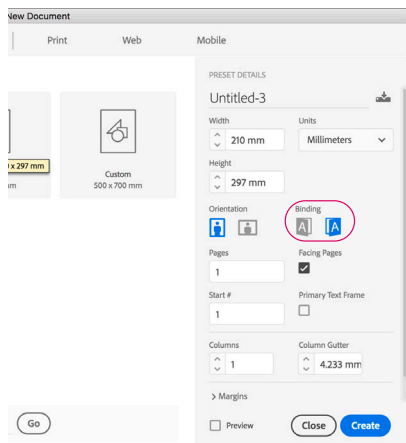 New Document
Print Web Mobile
PRESET DETAILS
Untitled-3
Width Units
210 mm Millimeters
Height
297 mm
Orientation Binding
A A
Pages Facing Pages
1
Start # Primary Text Frame
1
Columns Column Gutter
1 4.233 mm
> Margins
Preview Close Create
x 297 mm
Custom
500 x 700 mm
Go